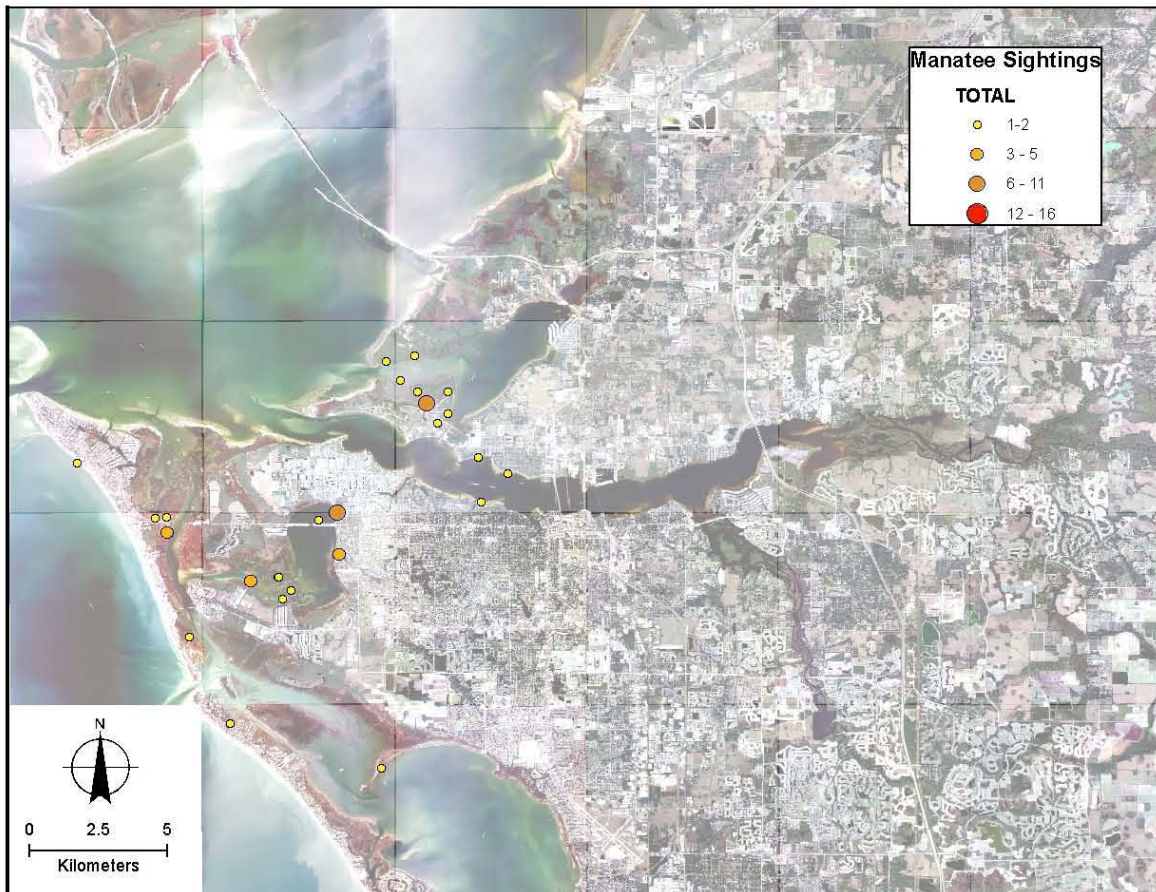 Manatee Sightings
TOTAL
1-2
3 - 5
6 - 11
12 - 16
N
0 2.5 5
Kilometers